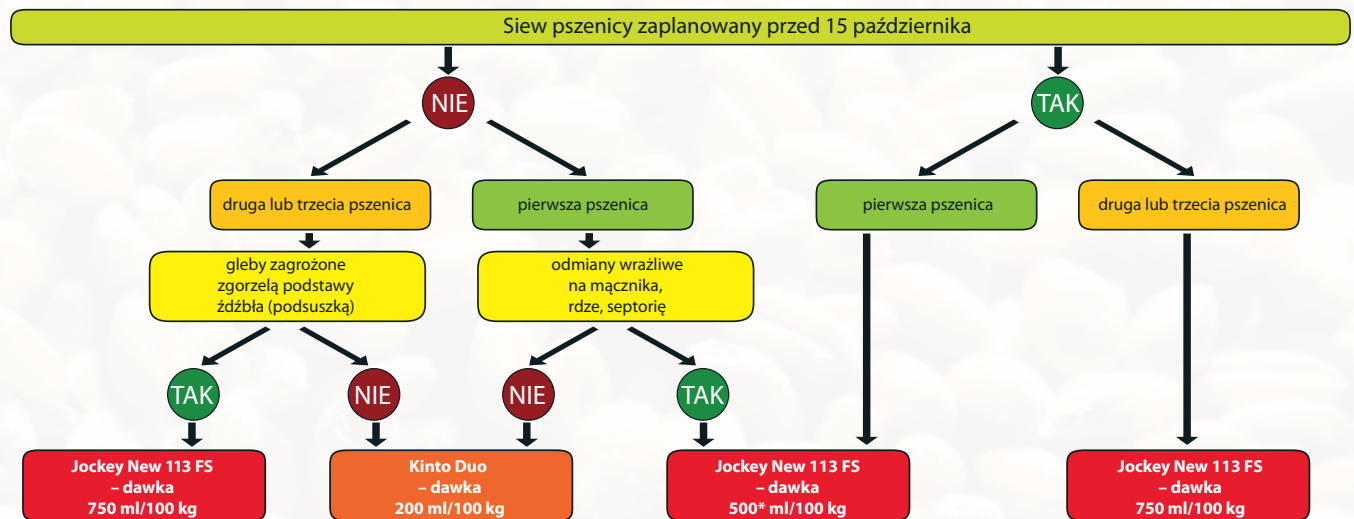 Siew pszenicy zaplanowany przed 15 października
NIE
TAK
druga lub trzecia pszenica
pierwsza pszenica
pierwsza pszenica
druga lub trzecia pszenica
gleby zagrożone
zgorzelą podstawy
źdźbła (podsuszką)
odmiany wrażliwe
na mącznika,
rdze, septorię
TAK
NIE
NIE
TAK
Jockey New 113 FS
– dawka
750 ml/100 kg
Kinto Duo
– dawka
200 ml/100 kg
Jockey New 113 FS
– dawka
500* ml/100 kg
Jockey New 113 FS
– dawka
750 ml/100 kg